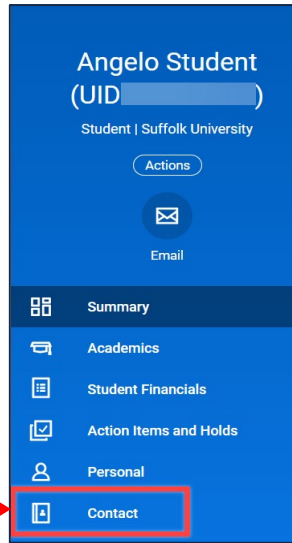 Angelo Student
(UID )
Student | Suffolk University
Actions
Email
Summary
Academics
Student Financials
Action Items and Holds
Personal
Contact